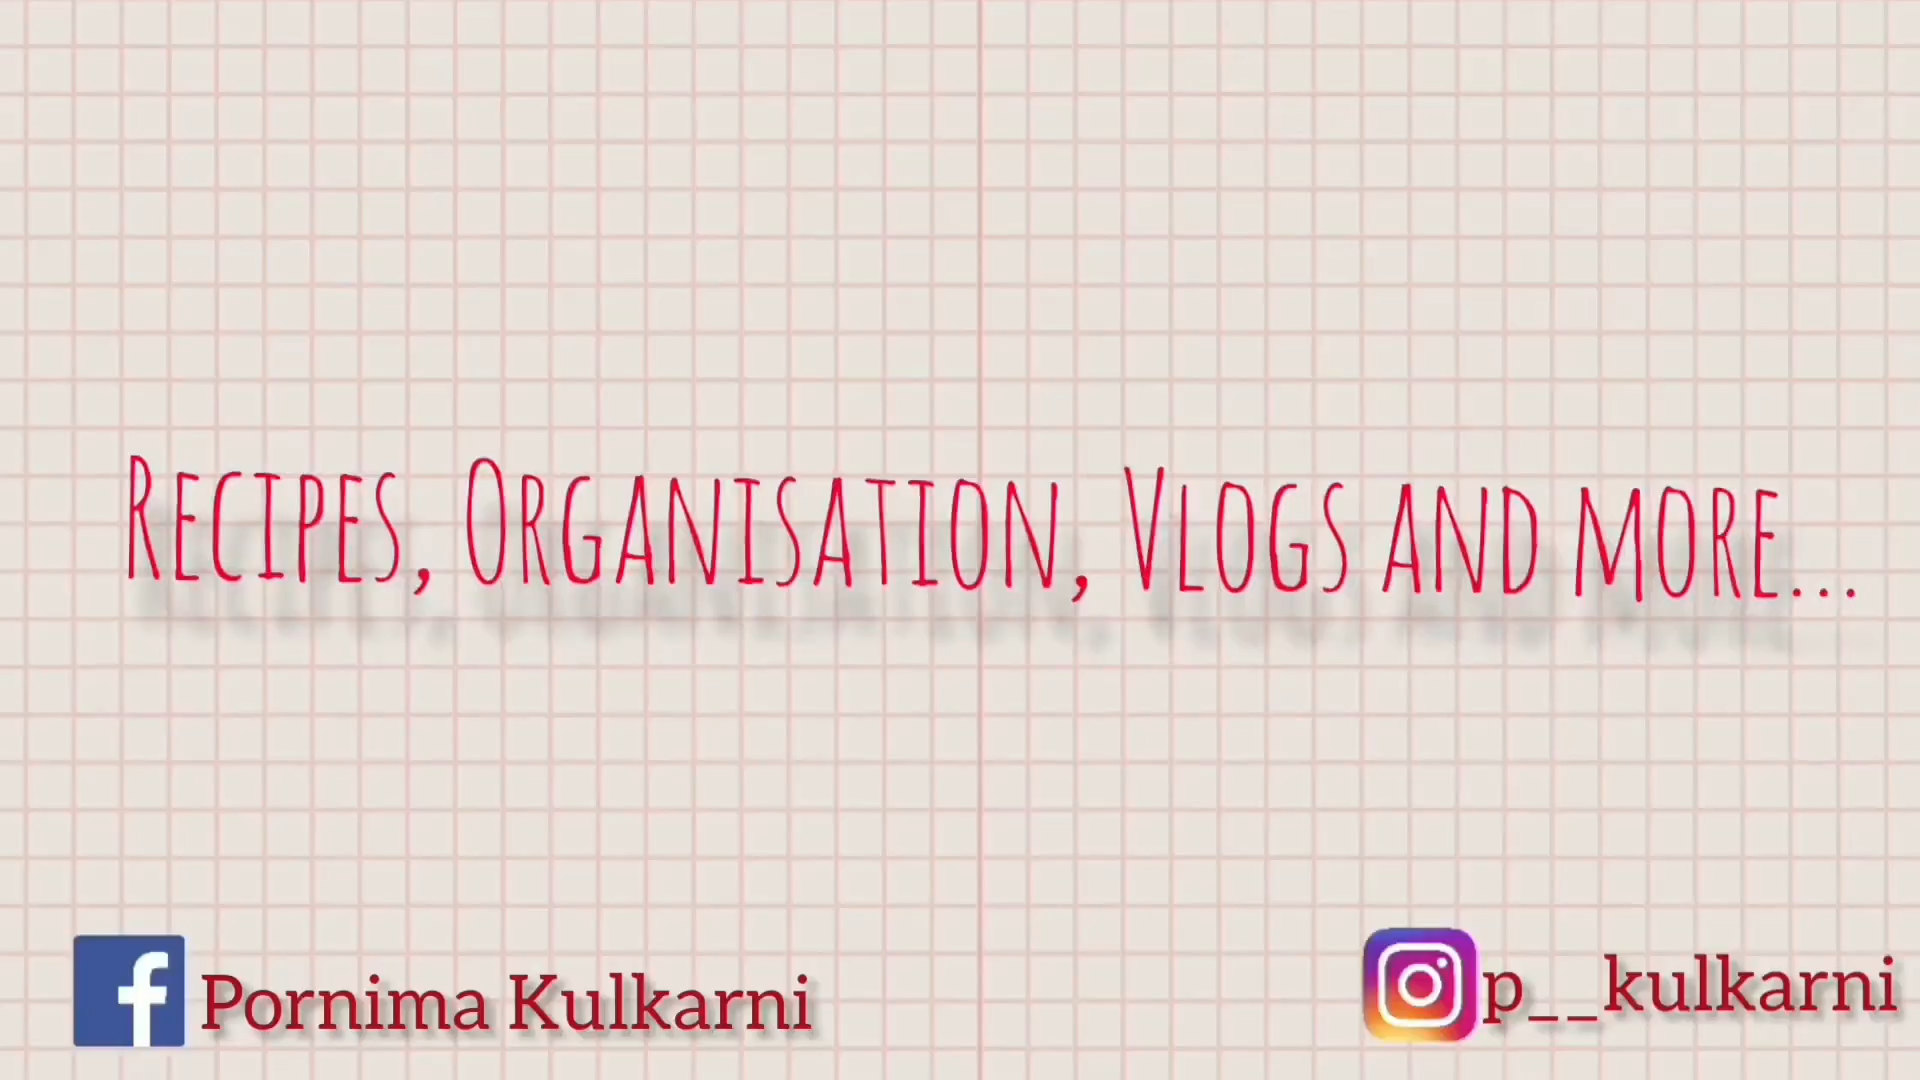 Recipes, Organisation, Vlogs and more...
Pornima Kulkarni
p__kulkarni